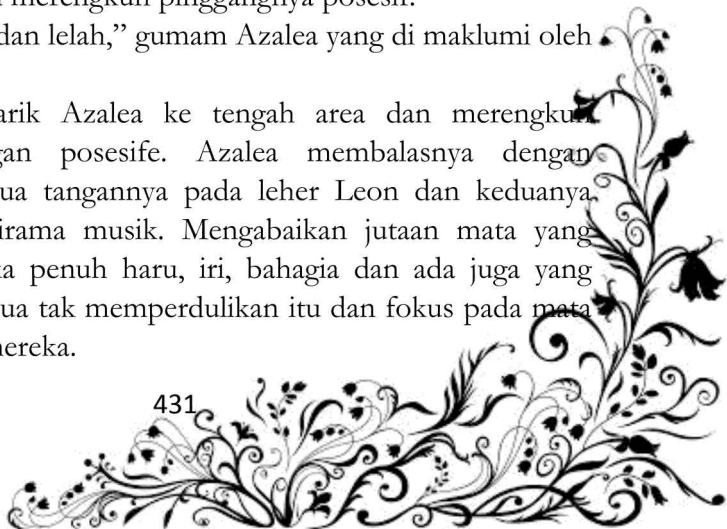 merengkuh pinggangnya posesif.
dan lelah,” gumam Azalea yang di maklumi oleh
arik Azalea ke tengah area dan merengkuh
gan posesife. Azalea membalasnya dengan
ua tangannya pada leher Leon dan keduanya
irama musik. Mengabaikan jutaan mata yang
a penuh haru, iri, bahagia dan ada juga yang
ua tak memperdulikan itu dan fokus pada mata
ereka.
431